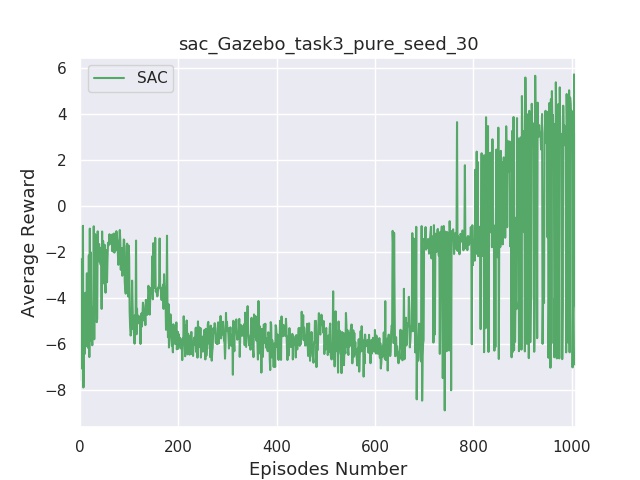 sac_Gazebo_task3_pure_seed_30
SAC
Average Reward
6
4
2
0
−2
−4
−6
−8
0 200 400 600 800 1000
Episodes Number